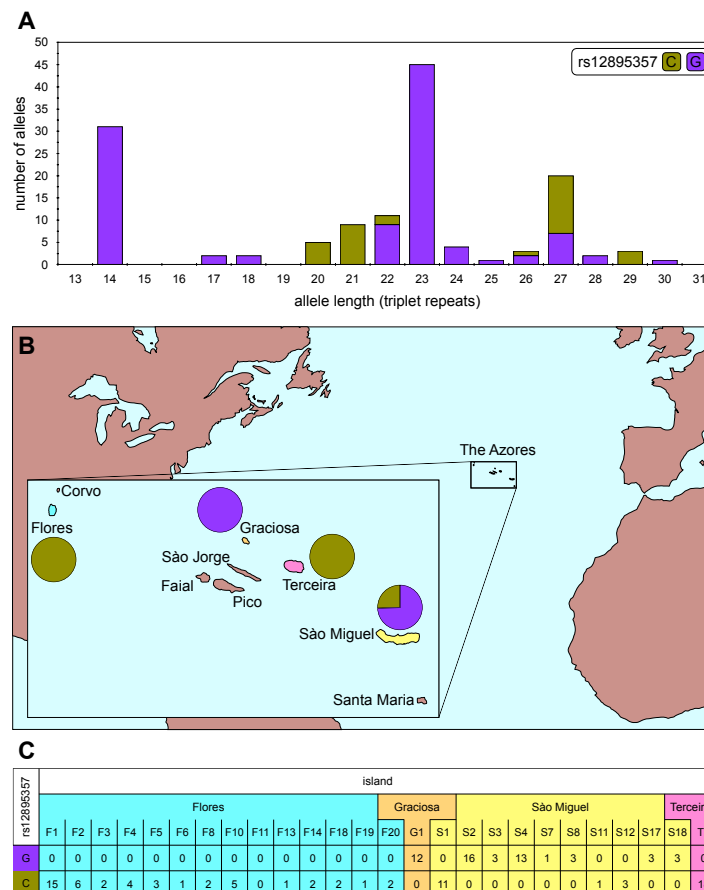 A
50
45
40
35
30
25
20
15
10
5
0
number of alleles
rs12895357 C G
13 14 15 16 17 18 19 20 21 22 23 24 25 26 27 28 29 30 31
allele length (triplet repeats)
B
The Azores
Corvo
Flores
Graciosa
Sào Jorge
Terceira
Faial
Pico
Sào Miguel
Santa Maria
C
rs12895357
island
Flores Graciosa Sào Miguel Terceir
F1 F2 F3 F4 F5 F6 F8 F10 F11 F13 F14 F18 F19 F20 G1 S1 S2 S3 S4 S7 S8 S11 S12 S17 S18 T
G 0 0 0 0 0 0 0 0 0 0 0 0 0 0 12 0 16 3 13 1 3 0 0 3 3 0
C 15 6 2 4 3 1 2 5 0 1 2 2 1 2 0 11 0 0 0 0 0 1 3 0 0 1